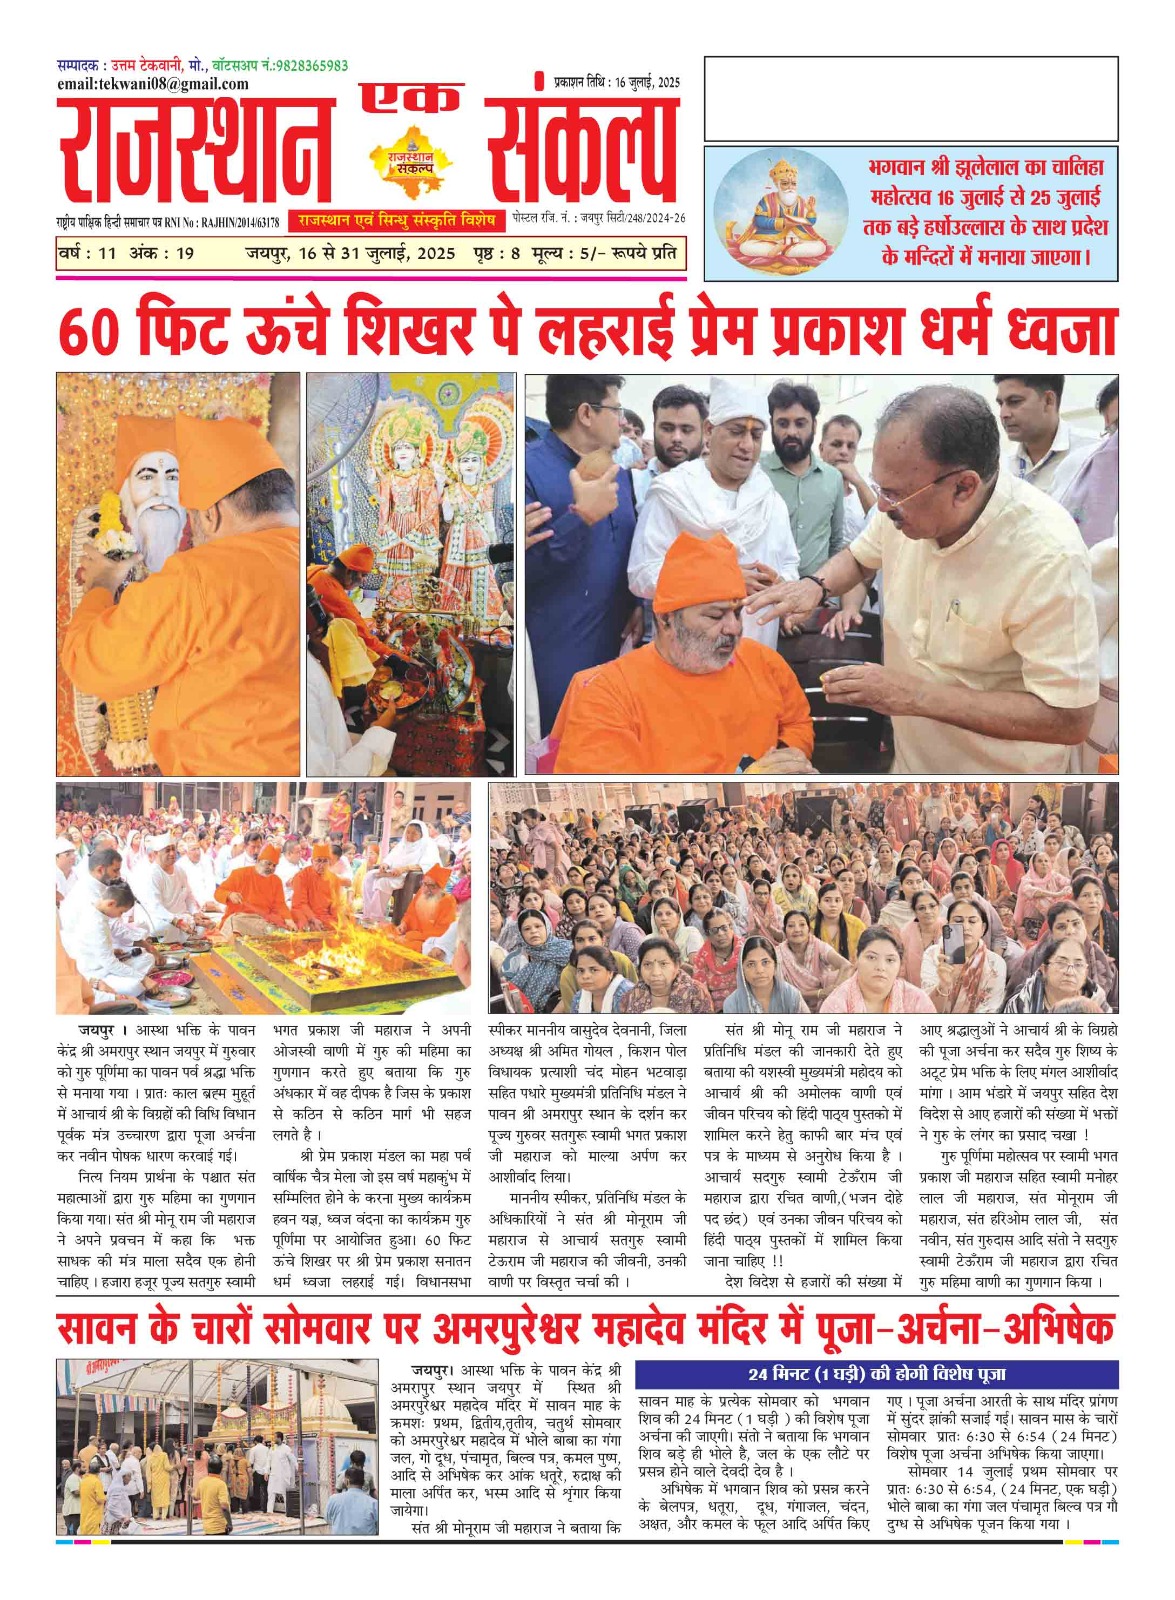 सम्पादक : उत्तम टेकवानी, मो., वॉटसअप नं.:9828365983
email:tekwani08@gmail.com
प्रकाशन तिथि : 16 जुलाई, 2025
राजस्थान एक संकल्प
राजस्थान
संकल्प
राष्ट्रीय पाक्षिक हिन्दी समाचार पत्र RNI No : RAJHIN/2014/63178
राजस्थान एवं सिन्धु संस्कृति विशेष
पोस्टल रजि. नं. : जयपुर सिटी/248/2024-26
वर्ष : 11 अंक : 19 जयपुर, 16 से 31 जुलाई, 2025 पृष्ठ : 8 मूल्य : 5/- रूपये प्रति
भगवान श्री झूलेलाल का चालिहा
महोत्सव 16 जुलाई से 25 जुलाई
तक बड़े हर्षोउल्लास के साथ प्रदेश
के मन्दिरों में मनाया जाएगा।
60 फिट ऊंचे शिखर पे लहराई प्रेम प्रकाश धर्म ध्वजा
जयपुर । आस्था भक्ति के पावन
केंद्र श्री अमरापुर स्थान जयपुर में गुरुवार
को गुरु पूर्णिमा का पावन पर्व श्रद्धा भक्ति
से मनाया गया । प्रातः काल ब्रह्म मुहूर्त
में आचार्य श्री के विग्रहों की विधि विधान
पूर्वक मंत्र उच्चारण द्वारा पूजा अर्चना
कर नवीन पोषक धारण करवाई गई।
नित्य नियम प्रार्थना के पश्चात संत
महात्माओं द्वारा गुरु महिमा का गुणगान
किया गया। संत श्री मोनू राम जी महाराज
ने अपने प्रवचन में कहा कि भक्त
साधक की मंत्र माला सदैव एक होनी
चाहिए । हजारा हजूर पूज्य सतगुरु स्वामी
भगत प्रकाश जी महाराज ने अपनी
ओजस्वी वाणी में गुरु की महिमा का
गुणगान करते हुए बताया कि गुरु
अंधकार में वह दीपक है जिस के प्रकाश
से कठिन से कठिन मार्ग भी सहज
लगते है ।
श्री प्रेम प्रकाश मंडल का महा पर्व
वार्षिक चैत्र मेला जो इस वर्ष महाकुंभ में
सम्मिलित होने के करना मुख्य कार्यक्रम
हवन यज्ञ, ध्वज वंदना का कार्यक्रम गुरु
पूर्णिमा पर आयोजित हुआ। 60 फिट
ऊंचे शिखर पर श्री प्रेम प्रकाश सनातन
धर्म ध्वजा लहराई गई। विधानसभा
स्पीकर माननीय वासुदेव देवनानी, जिला
अध्यक्ष श्री अमित गोयल , किशन पोल
विधायक प्रत्याशी चंद मोहन भटवाड़ा
सहित पधारे मुख्यमंत्री प्रतिनिधि मंडल ने
पावन श्री अमरापुर स्थान के दर्शन कर
पूज्य गुरुवर सतगुरू स्वामी भगत प्रकाश
जी महाराज को माल्या अर्पण कर
आशीर्वाद लिया।
माननीय स्पीकर, प्रतिनिधि मंडल के
अधिकारियों ने संत श्री मोनूराम जी
महाराज से आचार्य सतगुरु स्वामी
टेऊराम जी महाराज की जीवनी, उनकी
वाणी पर विस्तृत चर्चा की ।
संत श्री मोनू राम जी महाराज ने
प्रतिनिधि मंडल की जानकारी देते हुए
बताया की यशस्वी मुख्यमंत्री महोदय को
आचार्य श्री की अमोलक वाणी एवं
जीवन परिचय को हिंदी पाठ्य पुस्तकों में
शामिल करने हेतु काफी बार मंच एवं
पत्र के माध्यम से अनुरोध किया है ।
आचार्य सदगुरु स्वामी टेऊँराम जी
महाराज द्वारा रचित वाणी,(भजन दोहे
पद छंद) एवं उनका जीवन परिचय को
हिंदी पाठ्य पुस्तकों में शामिल किया
जाना चाहिए !!
देश विदेश से हजारों की संख्या में
आए श्रद्धालुओं ने आचार्य श्री के विग्रहो
की पूजा अर्चना कर सदैव गुरु शिष्य के
अटूट प्रेम भक्ति के लिए मंगल आशीर्वाद
मांगा । आम भंडारे में जयपुर सहित देश
विदेश से आए हजारों की संख्या में भक्तों
ने गुरु के लंगर का प्रसाद चखा !
गुरु पूर्णिमा महोत्सव पर स्वामी भगत
प्रकाश जी महाराज सहित स्वामी मनोहर
लाल जी महाराज, संत मोनूराम जी
महाराज, संत हरिओम लाल जी, संत
नवीन, संत गुरुदास आदि संतो ने सदगुरु
स्वामी टेऊँराम जी महाराज द्वारा रचित
गुरु महिमा वाणी का गुणगान किया ।
सावन के चारों सोमवार पर अमरपुरेश्वर महादेव मंदिर में पूजा-अर्चना-अभिषेक
जयपुर। आस्था भक्ति के पावन केंद्र श्री
अमरापुर स्थान जयपुर में स्थित श्री
अमरपुरेश्वर महादेव मंदिर में सावन माह के
क्रमशः प्रथम, द्वितीय,तृतीय, चतुर्थ सोमवार
को अमरपुरेश्वर महादेव में भोले बाबा का गंगा
जल, गो दूध, पंचामृत, बिल्व पत्र, कमल पुष्प,
आदि से अभिषेक कर आंक धतूरे, रुद्राक्ष की
माला अर्पित कर, भस्म आदि से शृंगार किया
जायेगा।
संत श्री मोनूराम जी महाराज ने बताया कि
24 मिनट (1 घड़ी) की होगी विशेष पूजा
सावन माह के प्रत्येक सोमवार को भगवान
शिव की 24 मिनट (1 घड़ी ) की विशेष पूजा
अर्चना की जाएगी। संतो ने बताया कि भगवान
शिव बड़े ही भोले है, जल के एक लौटे पर
प्रसन्न होने वाले देवदी देव है ।
अभिषेक में भगवान शिव को प्रसन्न करने
के बेलपत्र, धतूरा, दूध, गंगाजल, चंदन,
अक्षत, और कमल के फूल आदि अर्पित किए
गए । पूजा अर्चना आरती के साथ मंदिर प्रांगण
में सुंदर झांकी सजाई गई। सावन मास के चारों
सोमवार प्रातः 6:30 से 6:54 (24 मिनट)
विशेष पूजा अर्चना अभिषेक किया जाएगा।
सोमवार 14 जुलाई प्रथम सोमवार पर
प्रातः 6:30 से 6:54, (24 मिनट, एक घड़ी)
भोले बाबा का गंगा जल पंचामृत बिल्व पत्र गौ
दुग्ध से अभिषेक पूजन किया गया ।